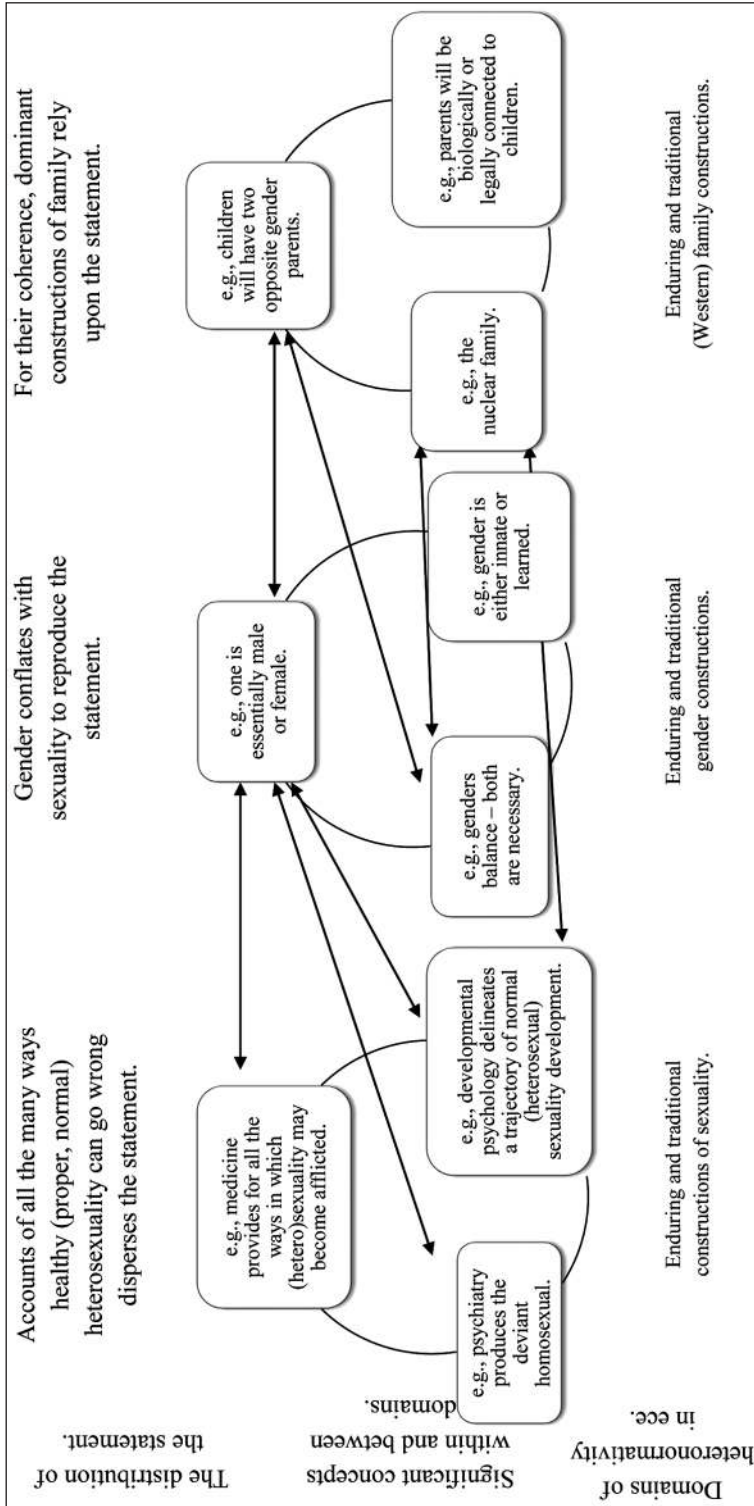 The distribution of
the statement.
Accounts of all the many ways
healthy (proper, normal)
heterosexuality can go wrong
disperses the statement.
Gender conflates with
sexuality to reproduce the
statement.
For their coherence, dominant
constructions of family rely
upon the statement.
Significant concepts
within and between
domains.
e.g., medicine
provides for all the
ways in which
(hetero)sexuality may
become afflicted.
e.g., psychiatry
produces the
deviant
homosexual.
e.g., developmental
psychology delineates
a trajectory of normal
(heterosexual)
sexuality development.
e.g., one is
essentially male
or female.
e.g., genders
balance – both
are necessary.
e.g., gender is
either innate or
learned.
e.g., children
will have two
opposite gender
parents.
e.g., the
nuclear family.
e.g., parents will be
biologically or
legally connected to
children.
Domains of
heteronormativity
in ece.
Enduring and traditional
constructions of sexuality.
Enduring and traditional
gender constructions.
Enduring and traditional
(Western) family constructions.